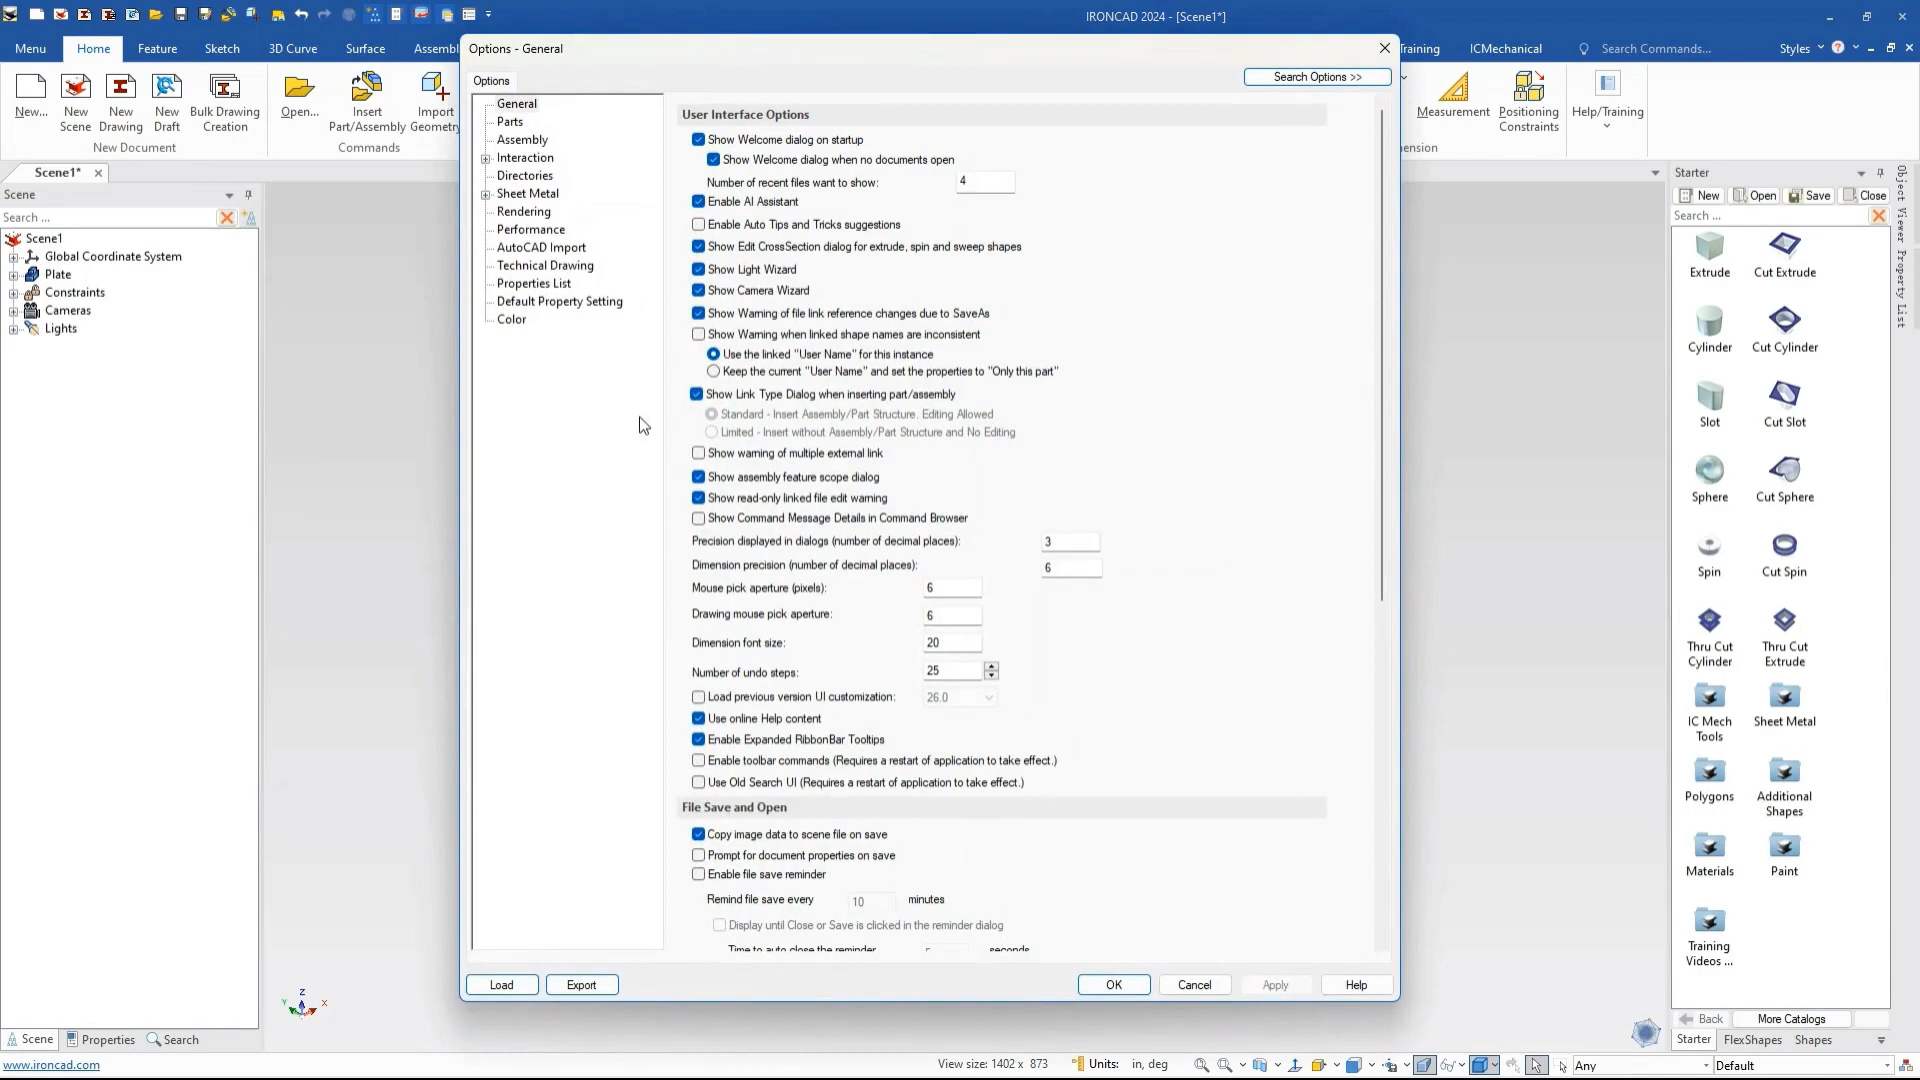 IRONCAD 2024 - [Scene1*]
Menu Home Feature Sketch 3D Curve Surface Assembl
Training ICMechanical Search Commands... Styles
New... New Scene New Drawing New Draft Bulk Drawing Creation Open... Insert Part/Assembly Import Geometry
New Document Commands
Measurement Positioning Constraints Help/Training
ension
Scene1*
Scene
Search ...
Scene1
Global Coordinate System
Plate
Constraints
Cameras
Lights
Z
Y X
Scene Properties Search
www.ironcad.com
Options - General
Options
Search Options >>
General
Parts
Assembly
Interaction
Directories
Sheet Metal
Rendering
Performance
AutoCAD Import
Technical Drawing
Properties List
Default Property Setting
Color
User Interface Options
Show Welcome dialog on startup
Show Welcome dialog when no documents open
Number of recent files want to show: 4
Enable AI Assistant
Enable Auto Tips and Tricks suggestions
Show Edit CrossSection dialog for extrude, spin and sweep shapes
Show Light Wizard
Show Camera Wizard
Show Warning of file link reference changes due to SaveAs
Show Warning when linked shape names are inconsistent
Use the linked "User Name" for this instance
Keep the current "User Name" and set the properties to "Only this part"
Show Link Type Dialog when inserting part/assembly
Standard - Insert Assembly/Part Structure. Editing Allowed
Limited - Insert without Assembly/Part Structure and No Editing
Show warning of multiple external link
Show assembly feature scope dialog
Show read-only linked file edit warning
Show Command Message Details in Command Browser
Precision displayed in dialogs (number of decimal places): 3
Dimension precision (number of decimal places): 6
Mouse pick aperture (pixels): 6
Drawing mouse pick aperture: 6
Dimension font size: 20
Number of undo steps: 25
Load previous version UI customization: 26.0
Use online Help content
Enable Expanded RibbonBar Tooltips
Enable toolbar commands (Requires a restart of application to take effect.)
Use Old Search UI (Requires a restart of application to take effect.)
File Save and Open
Copy image data to scene file on save
Prompt for document properties on save
Enable file save reminder
Remind file save every 10 minutes
Display until Close or Save is clicked in the reminder dialog
Time to auto close the reminder 5 seconds
Load Export OK Cancel Apply Help
Starter
New Open Save Close
Search ...
Extrude Cut Extrude
Cylinder Cut Cylinder
Slot Cut Slot
Sphere Cut Sphere
Spin Cut Spin
Thru Cut Cylinder Thru Cut Extrude
IC Mech Tools Sheet Metal
Polygons Additional Shapes
Materials Paint
Training Videos ...
Back More Catalogs
Starter FlexShapes Shapes
Object Viewer Property List
View size: 1402 x 873 Units: in, deg Any Default